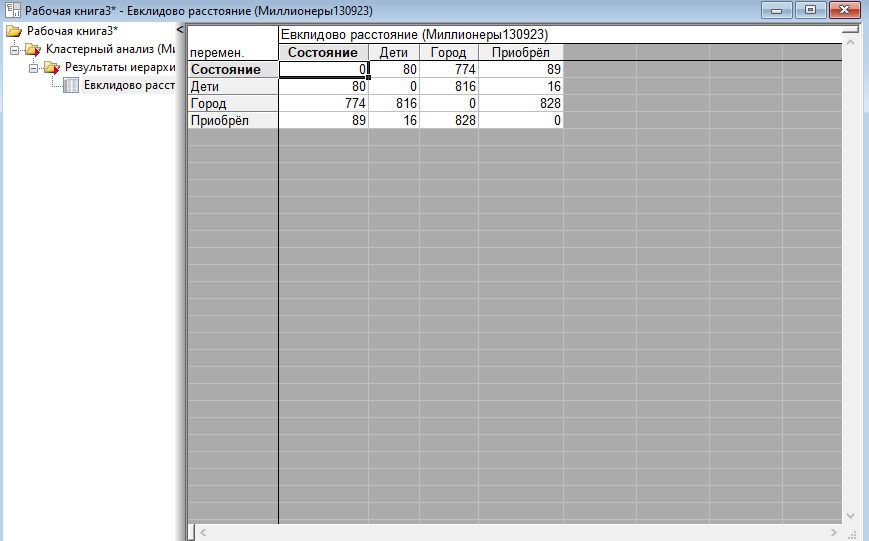 Рабочая книга3* - Евклидово расстояние (Миллионеры130923)
Рабочая книга3*
Кластерный анализ (Ми
Результаты иерархи
Евклидово расст
Евклидово расстояние (Миллионеры130923)
перемен. Состояние Дети Город Приобрёл
Состояние 0 80 774 89
Дети 80 0 816 16
Город 774 816 0 828
Приобрёл 89 16 828 0